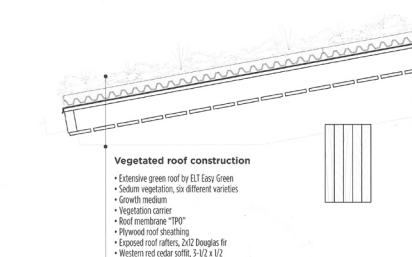 Vegetated roof construction
• Extensive green roof by ELT Easy Green
• Sedum vegetation, six different varieties
• Growth medium
• Vegetation carrier
• Roof membrane "TPO"
• Plywood roof sheathing
• Exposed roof rafters, 2x12 Douglas fir
• Western red cedar soffit, 3-1/2 x 1/2